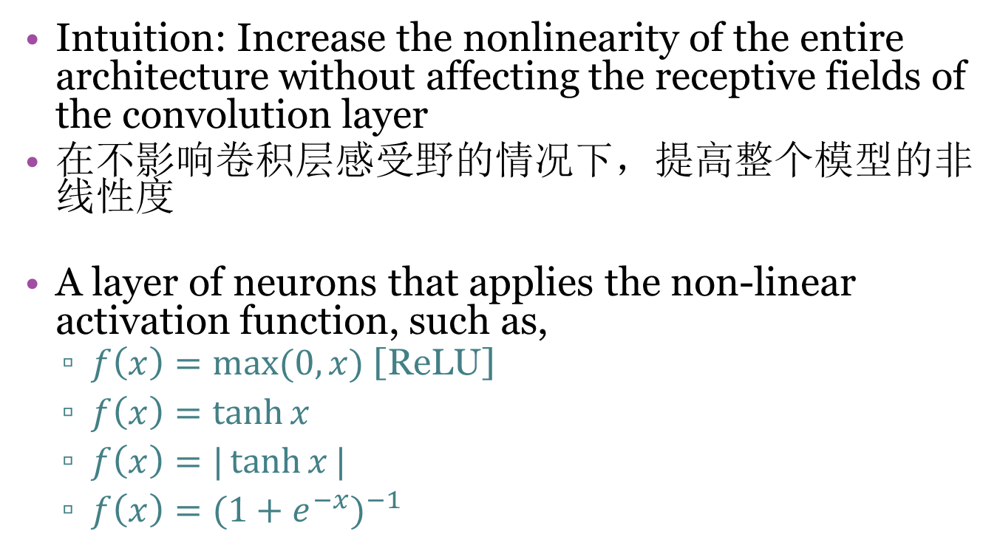 • Intuition: Increase the nonlinearity of the entire
architecture without affecting the receptive fields of
the convolution layer
• 在不影响卷积层感受野的情况下，提高整个模型的非
线性度
• A layer of neurons that applies the non-linear
activation function, such as,
▫ f(x) = max(0, x) [ReLU]
▫ f(x) = tanh x
▫ f(x) = | tanh x |
▫ f(x) = (1 + e⁻ˣ)⁻¹